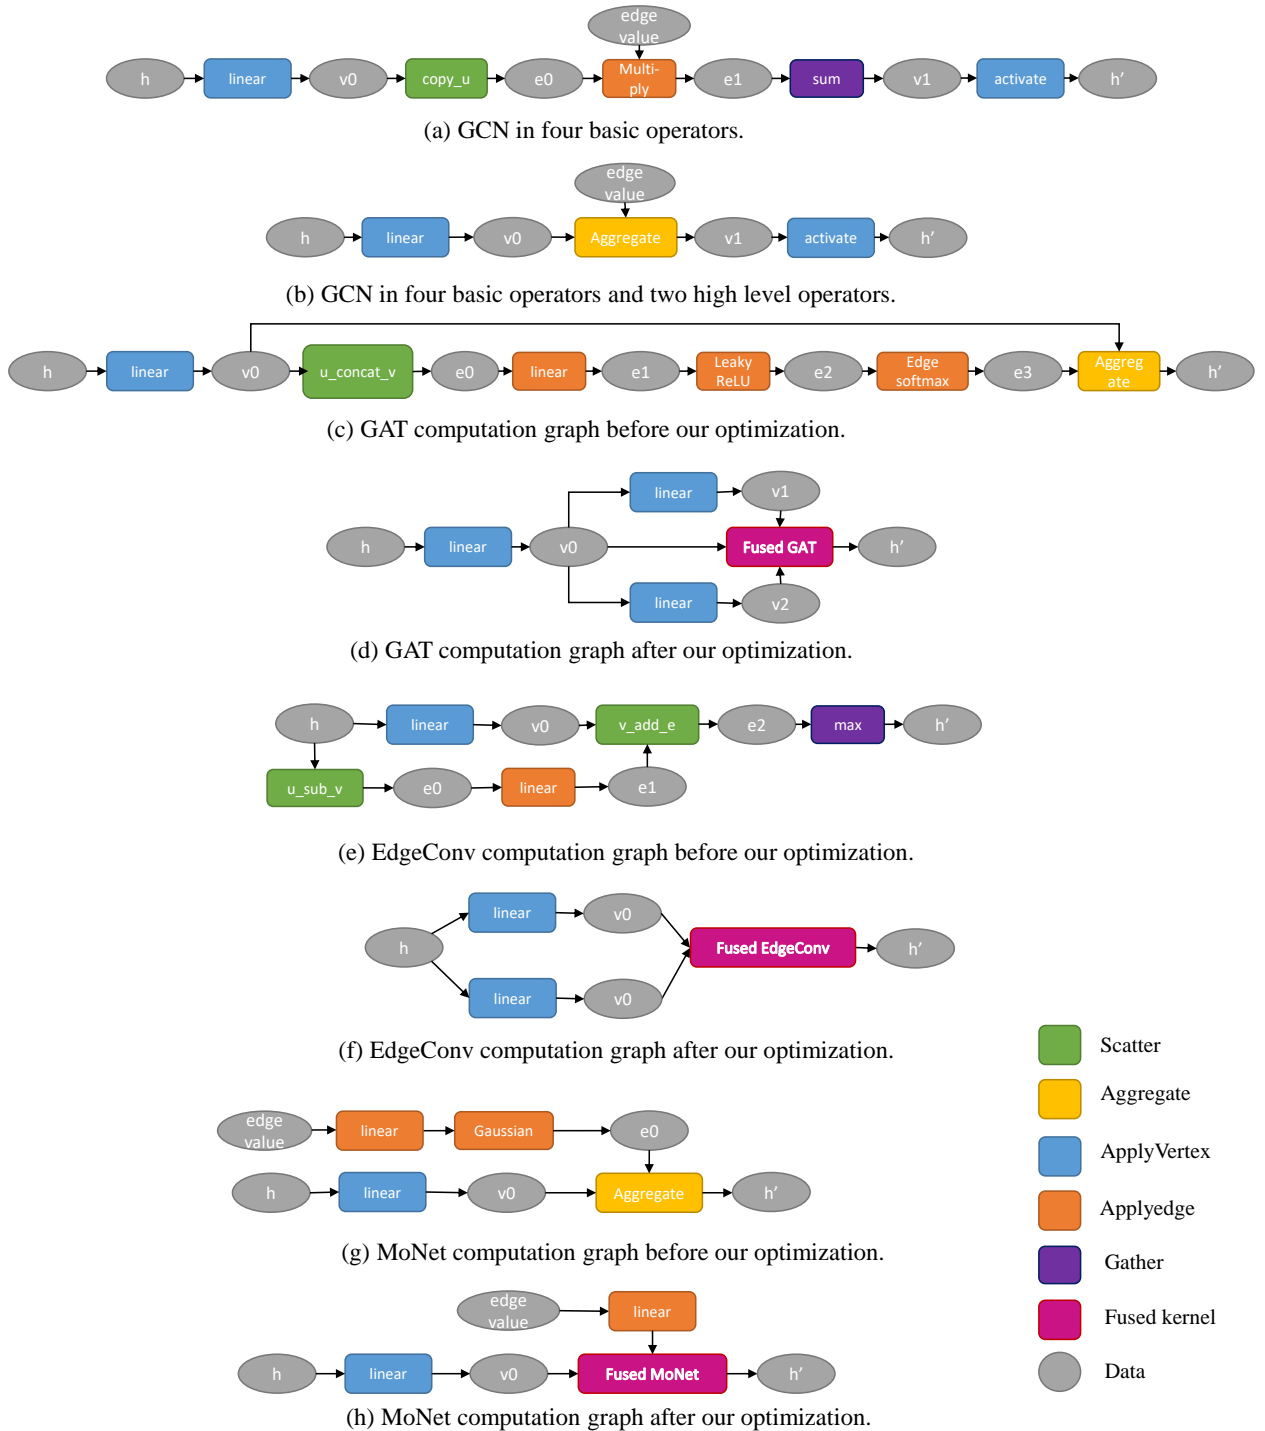 edge
value
h linear v0 copy_u e0 Multi-
ply e1 sum v1 activate h'
(a) GCN in four basic operators.
edge
value
h linear v0 Aggregate v1 activate h'
(b) GCN in four basic operators and two high level operators.
h linear v0 u_concat_v e0 linear e1 Leaky
ReLU e2 Edge
softmax e3 Aggreg
ate h'
(c) GAT computation graph before our optimization.
linear v1
h linear v0 Fused GAT h'
linear v2
(d) GAT computation graph after our optimization.
h linear v0 v_add_e e2 max h'
u_sub_v e0 linear e1
(e) EdgeConv computation graph before our optimization.
linear v0
h Fused EdgeConv h'
linear v0
(f) EdgeConv computation graph after our optimization.
edge
value linear Gaussian e0
h linear v0 Aggregate h'
(g) MoNet computation graph before our optimization.
edge
value linear
h linear v0 Fused MoNet h'
(h) MoNet computation graph after our optimization.
Scatter
Aggregate
ApplyVertex
Applyedge
Gather
Fused kernel
Data